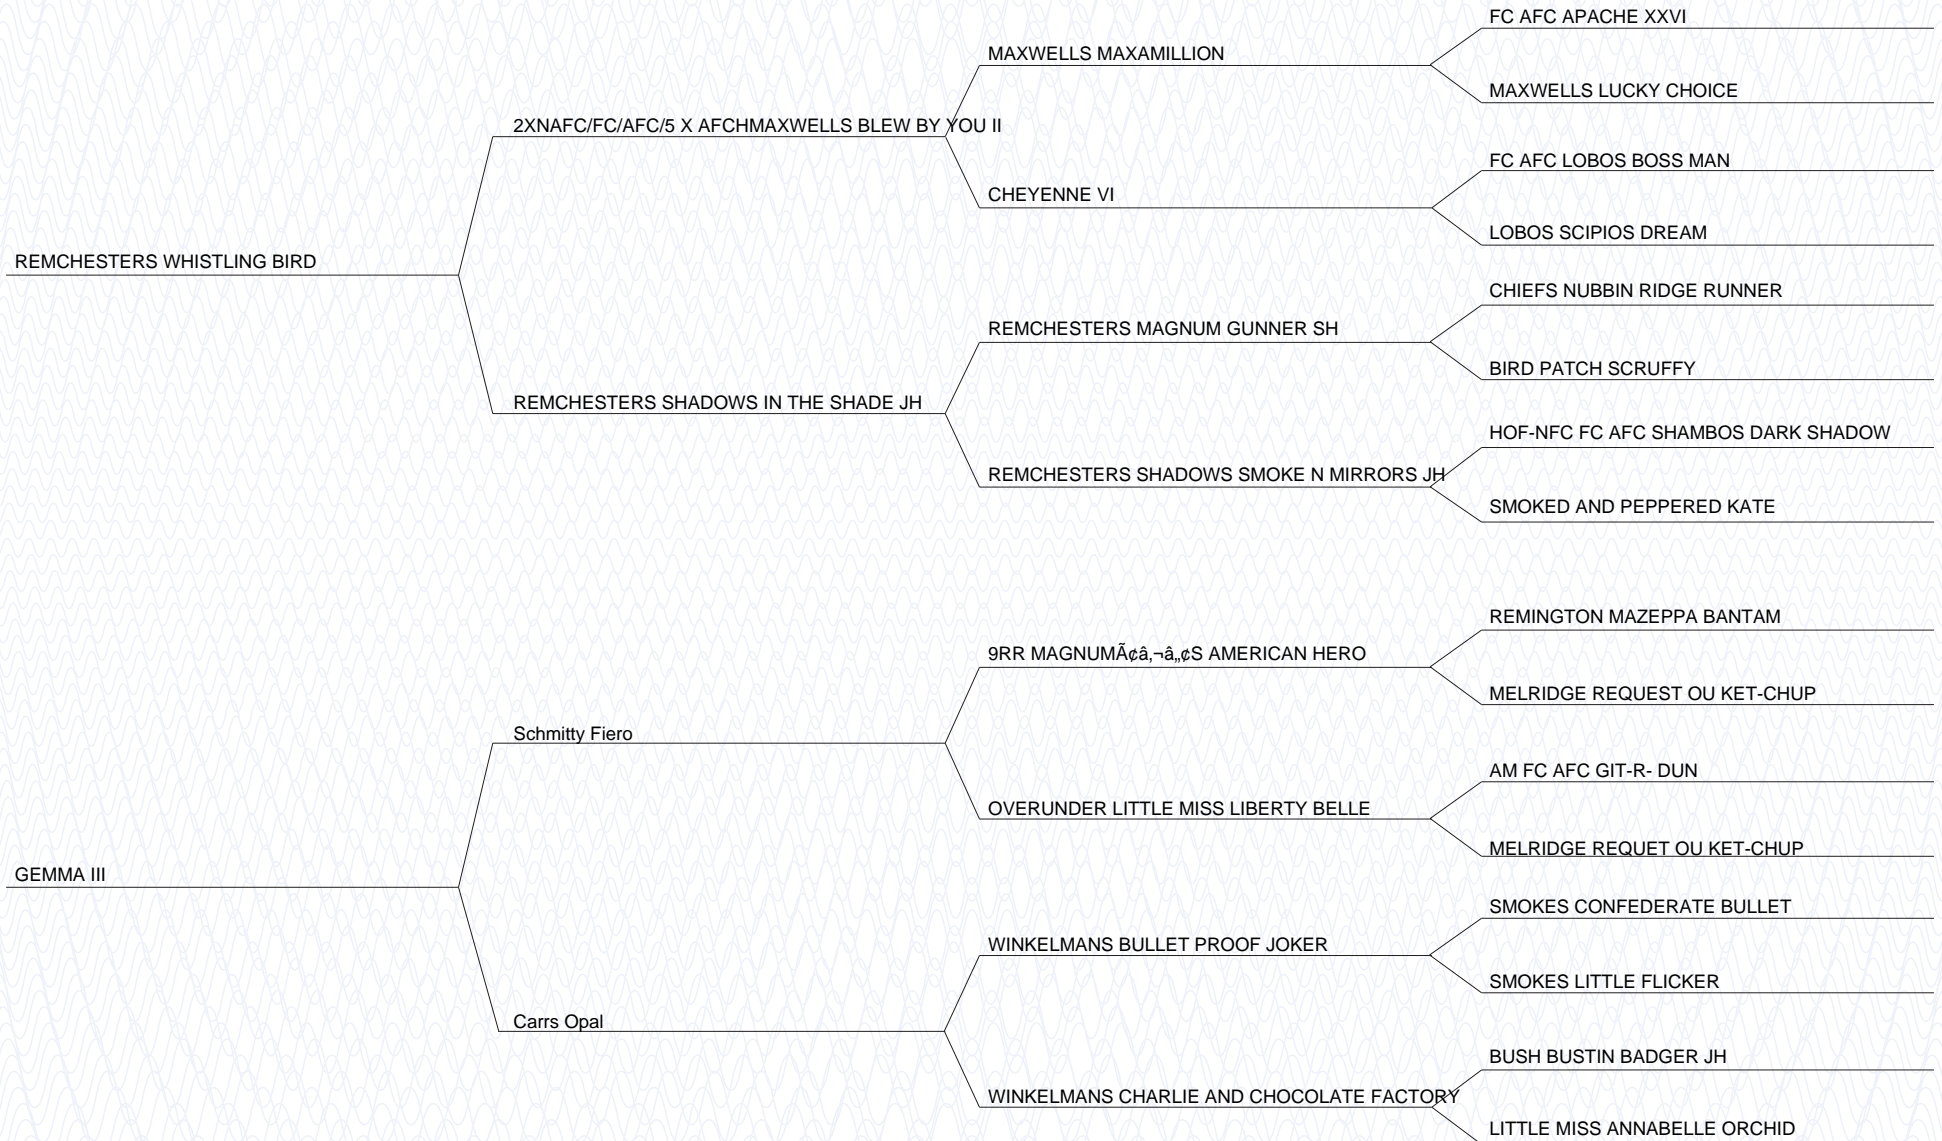 FC AFC APACHE XXVI
MAXWELLS MAXAMILLION
MAXWELLS LUCKY CHOICE
2XNAFC/FC/AFC/5 X AFCHMAXWELLS BLEW BY YOU II
FC AFC LOBOS BOSS MAN
CHEYENNE VI
LOBOS SCIPIOS DREAM
REMCHESTERS WHISTLING BIRD
CHIEFS NUBBIN RIDGE RUNNER
REMCHESTERS MAGNUM GUNNER SH
BIRD PATCH SCRUFFY
REMCHESTERS SHADOWS IN THE SHADE JH
HOF-NFC FC AFC SHAMBOS DARK SHADOW
REMCHESTERS SHADOWS SMOKE N MIRRORS JH
SMOKED AND PEPPERED KATE
REMINGTON MAZEPPA BANTAM
9RR MAGNUMÃ¢â‚¬â„¢S AMERICAN HERO
MELRIDGE REQUEST OU KET-CHUP
Schmitty Fiero
AM FC AFC GIT-R- DUN
OVERUNDER LITTLE MISS LIBERTY BELLE
MELRIDGE REQUET OU KET-CHUP
GEMMA III
SMOKES CONFEDERATE BULLET
WINKELMANS BULLET PROOF JOKER
SMOKES LITTLE FLICKER
Carrs Opal
BUSH BUSTIN BADGER JH
WINKELMANS CHARLIE AND CHOCOLATE FACTORY
LITTLE MISS ANNABELLE ORCHID